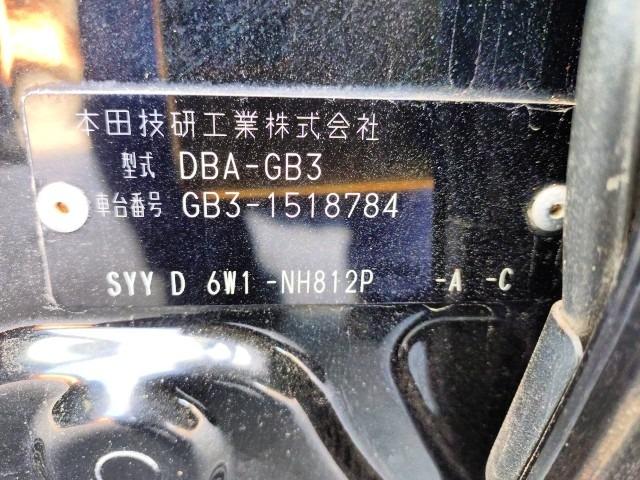 本田技研工業株式会社
型式 DBA-GB3
車台番号 GB3-1518784
SYY D 6W1 -NH812P -A -C